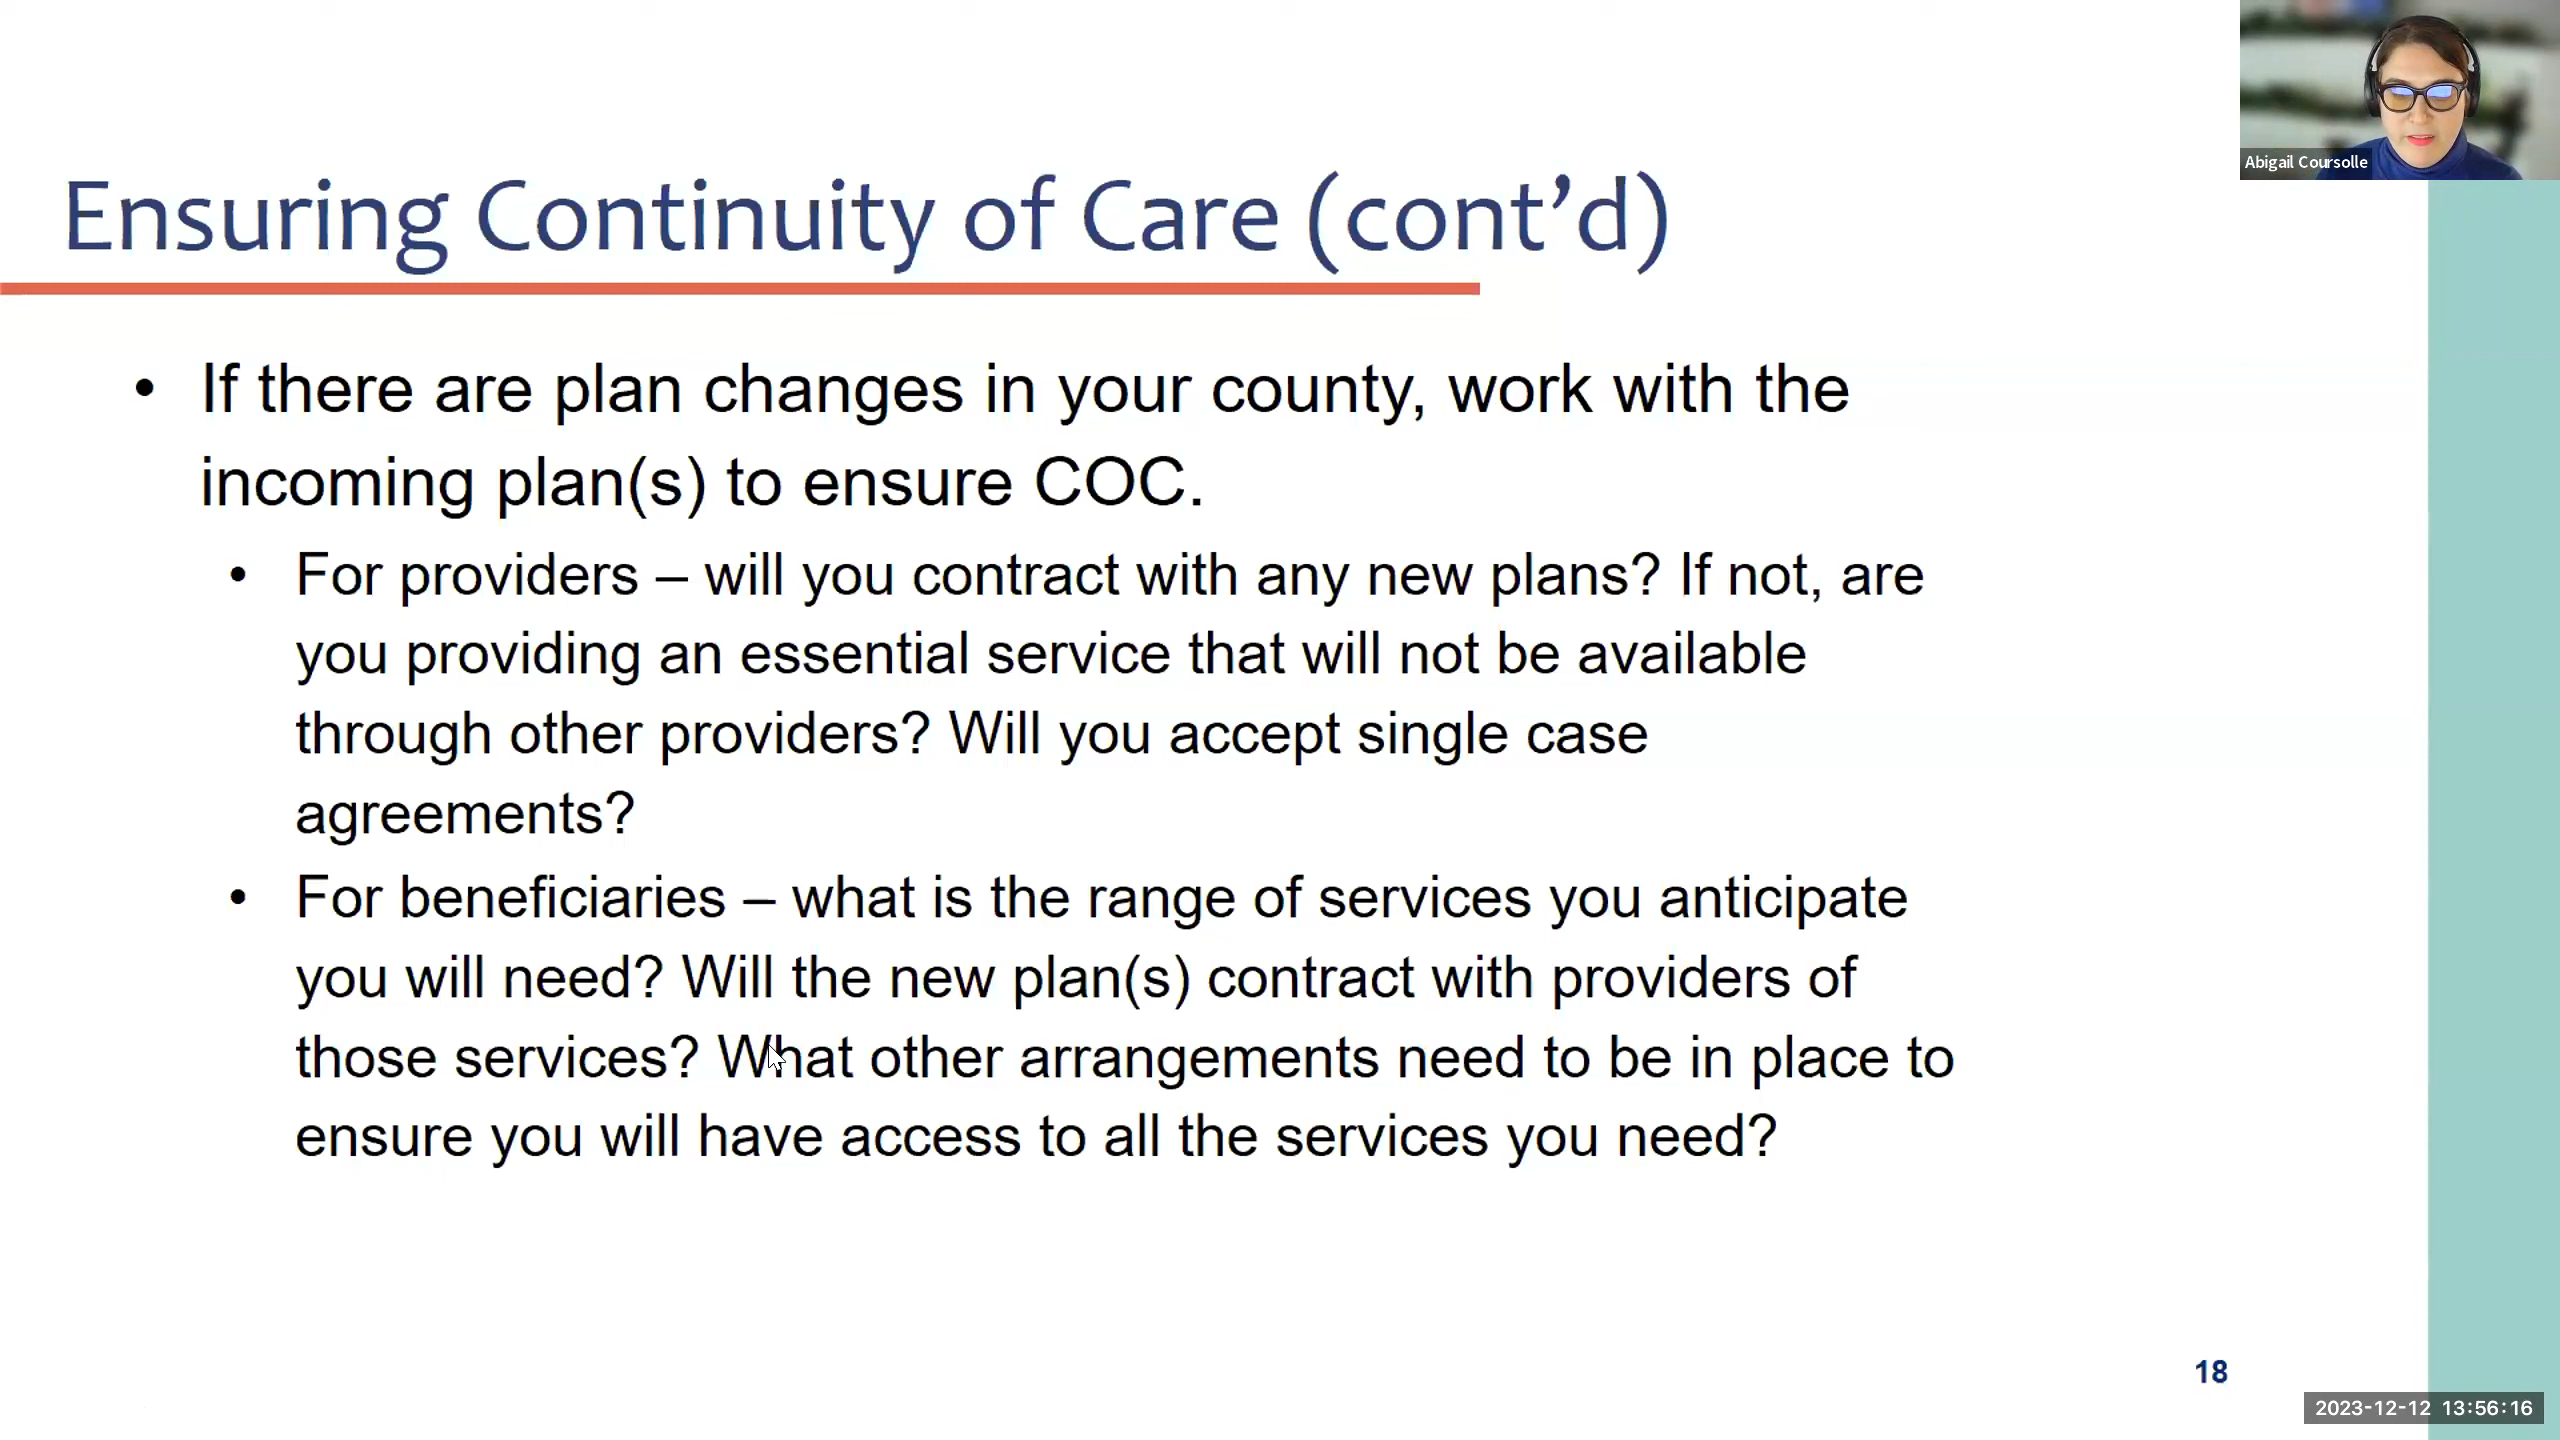 Abigail Coursolle
Ensuring Continuity of Care (cont’d)
• If there are plan changes in your county, work with the
incoming plan(s) to ensure COC.
• For providers – will you contract with any new plans? If not, are
you providing an essential service that will not be available
through other providers? Will you accept single case
agreements?
• For beneficiaries – what is the range of services you anticipate
you will need? Will the new plan(s) contract with providers of
those services? What other arrangements need to be in place to
ensure you will have access to all the services you need?
18
2023-12-12 13:56:16